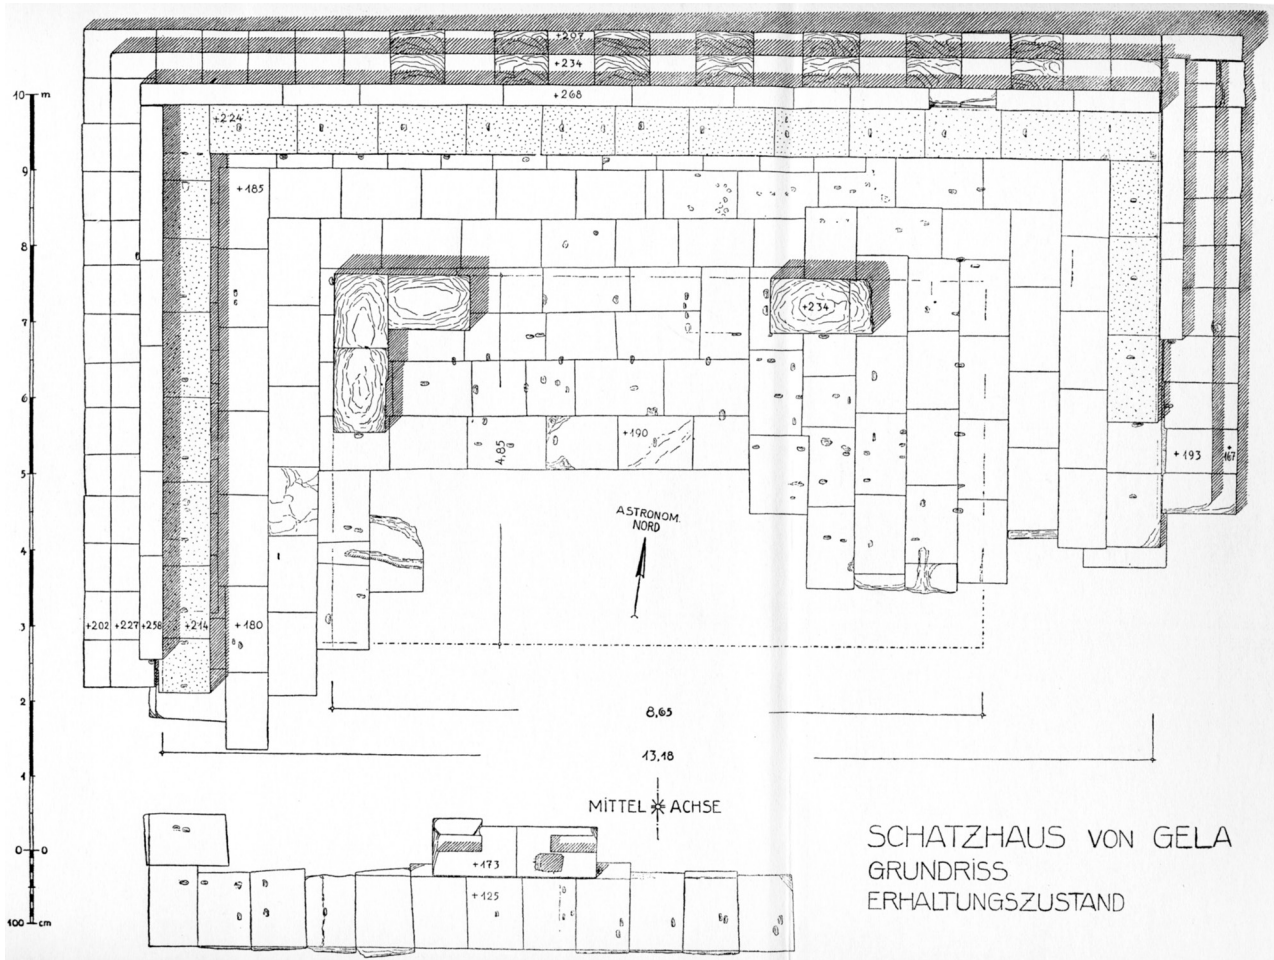 +207
+234
+268
10 m
+224
9
+185
8
7
+234
6
+190
4,85
5
+193
+167
ASTRONOM.
NORD
4
3
+202 +227 +258 +214 +180
2
8,65
13,18
1
MITTEL ACHSE
0 0
SCHATZHAUS VON GELA
GRUNDRISS
ERHALTUNGSZUSTAND
+173
+125
100 cm